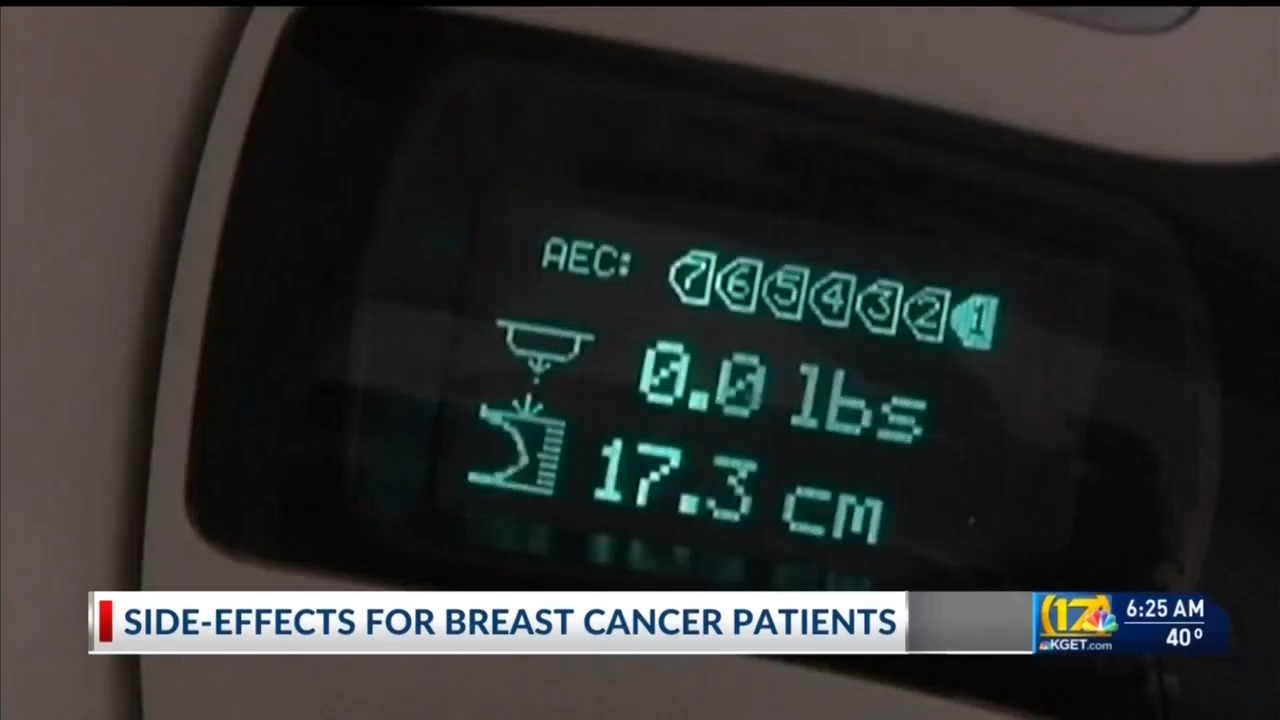 AEC: 7 6 5 4 3 2 1
0.0 lbs
17.3 cm
SIDE-EFFECTS FOR BREAST CANCER PATIENTS
17
KGET.com
6:25 AM
40°